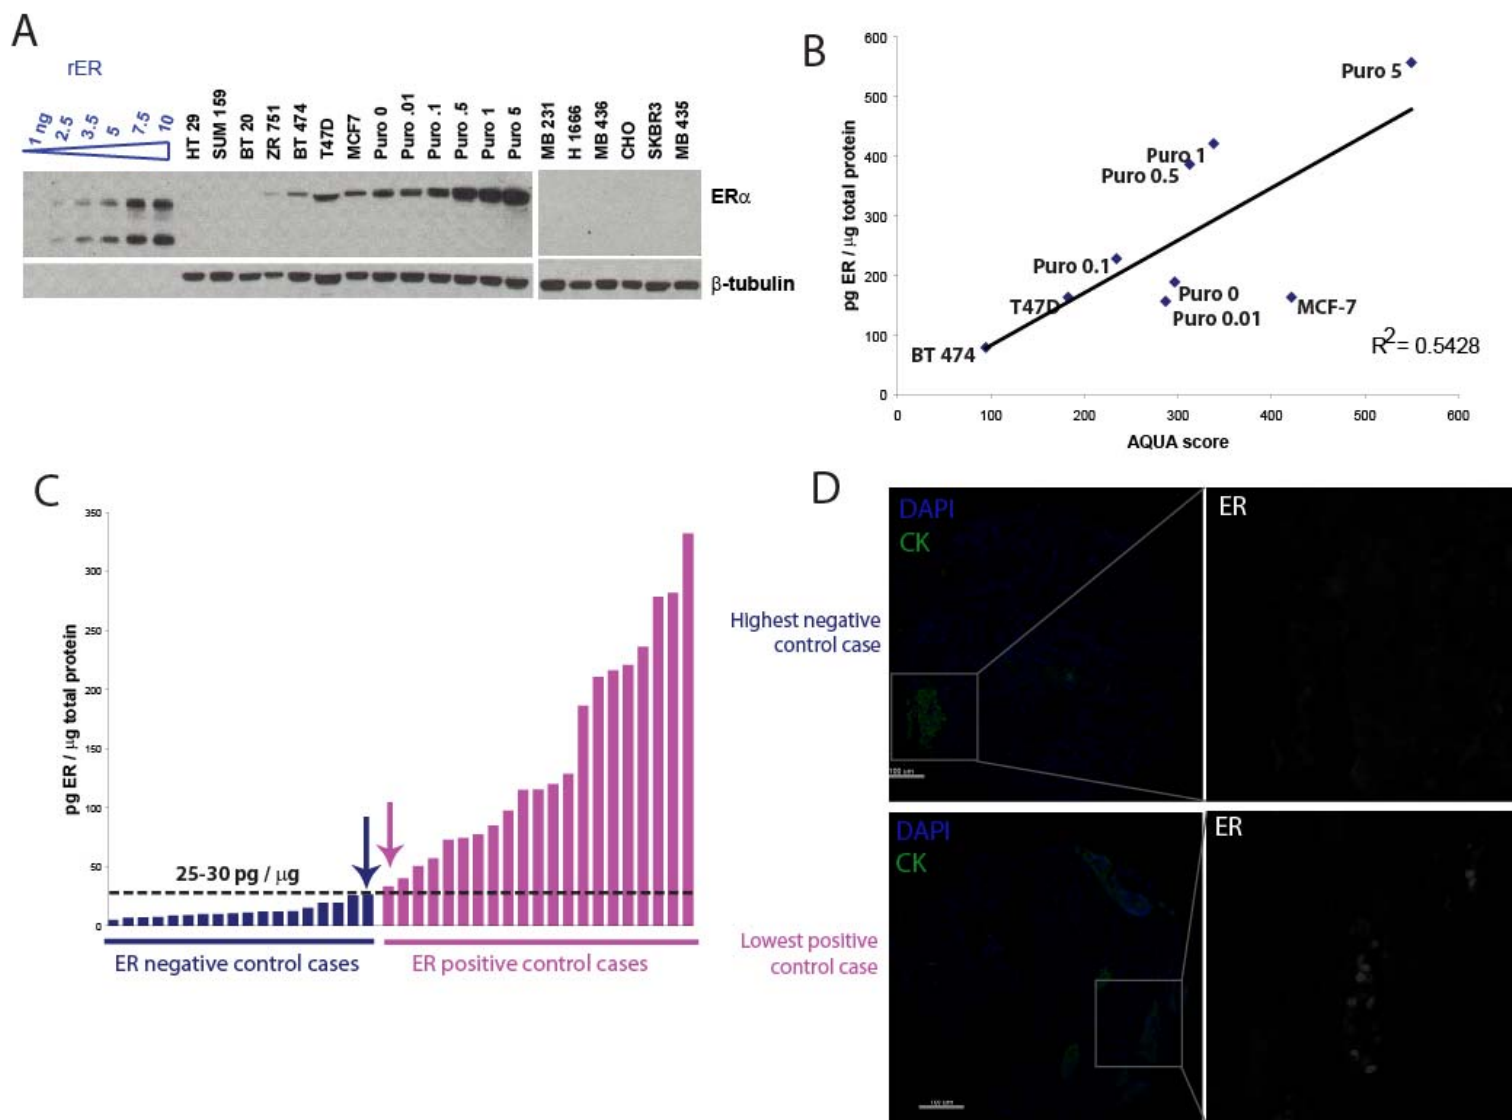 A
rER
1 ng
2.5
3.5
5
7.5
10
HT 29
SUM 159
BT 20
ZR 751
BT 474
T47D
MCF7
Puro 0
Puro .01
Puro .1
Puro .5
Puro 1
Puro 5
MB 231
H 1666
MB 436
CHO
SKBR3
MB 435
ERα
β-tubulin
B
pg ER / µg total protein
600
500
400
300
200
100
0
Puro 5
Puro 1
Puro 0.5
Puro 0.1
T47D
Puro 0
Puro 0.01
MCF-7
BT 474
R2 = 0.5428
0 100 200 300 400 500 600
AQUA score
C
pg ER / µg total protein
350
300
250
200
150
100
50
0
25-30 pg / µg
ER negative control cases
ER positive control cases
D
Highest negative
control case
DAPI
CK
ER
100 um
Lowest positive
control case
DAPI
CK
ER
100 um